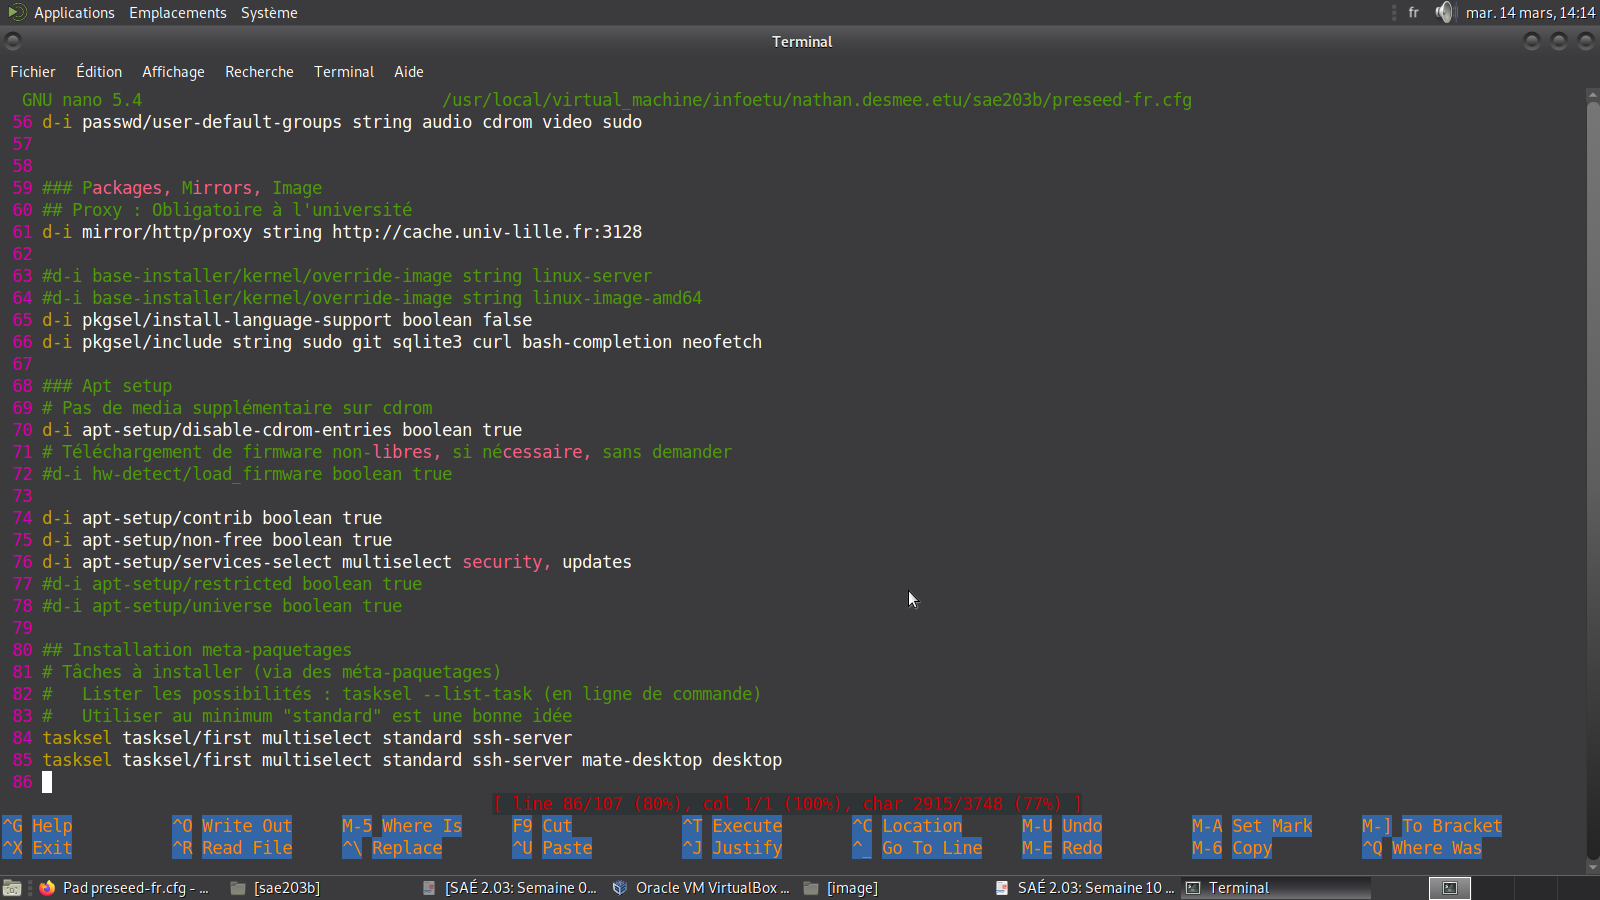 Applications Emplacements Système fr mar. 14 mars, 14:14
Terminal
Fichier Édition Affichage Recherche Terminal Aide
GNU nano 5.4 /usr/local/virtual_machine/infoetu/nathan.desmee.etu/sae203b/preseed-fr.cfg
56 d-i passwd/user-default-groups string audio cdrom video sudo
57
58
59 ### Packages, Mirrors, Image
60 ## Proxy : Obligatoire à l'université
61 d-i mirror/http/proxy string http://cache.univ-lille.fr:3128
62
63 #d-i base-installer/kernel/override-image string linux-server
64 #d-i base-installer/kernel/override-image string linux-image-amd64
65 d-i pkgsel/install-language-support boolean false
66 d-i pkgsel/include string sudo git sqlite3 curl bash-completion neofetch
67
68 ### Apt setup
69 # Pas de media supplémentaire sur cdrom
70 d-i apt-setup/disable-cdrom-entries boolean true
71 # Téléchargement de firmware non-libres, si nécessaire, sans demander
72 #d-i hw-detect/load_firmware boolean true
73
74 d-i apt-setup/contrib boolean true
75 d-i apt-setup/non-free boolean true
76 d-i apt-setup/services-select multiselect security, updates
77 #d-i apt-setup/restricted boolean true
78 #d-i apt-setup/universe boolean true
79
80 ## Installation meta-paquetages
81 # Tâches à installer (via des méta-paquetages)
82 #   Lister les possibilités : tasksel --list-task (en ligne de commande)
83 #   Utiliser au minimum "standard" est une bonne idée
84 tasksel tasksel/first multiselect standard ssh-server
85 tasksel tasksel/first multiselect standard ssh-server mate-desktop desktop
86
[ line 86/107 (80%), col 1/1 (100%), char 2915/3748 (77%) ]
^G Help ^O Write Out M-5 Where Is F9 Cut ^T Execute ^C Location M-U Undo M-A Set Mark M-] To Bracket
^X Exit ^R Read File ^\ Replace ^U Paste ^J Justify ^_ Go To Line M-E Redo M-6 Copy ^Q Where Was
Pad preseed-fr.cfg - ... [sae203b] [SAÉ 2.03: Semaine 0... Oracle VM VirtualBox ... [image] SAÉ 2.03: Semaine 10 ... Terminal